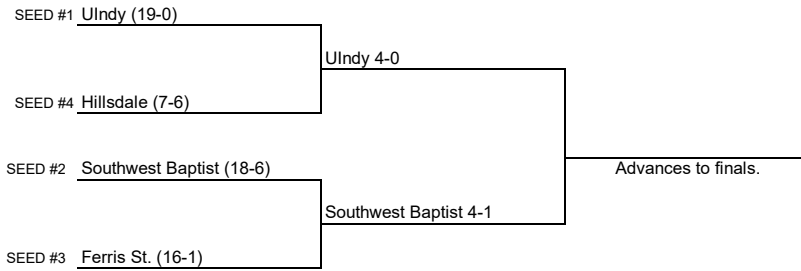 SEED #1 UIndy (19-0)
UIndy 4-0
SEED #4 Hillsdale (7-6)
SEED #2 Southwest Baptist (18-6)
Advances to finals.
Southwest Baptist 4-1
SEED #3 Ferris St. (16-1)